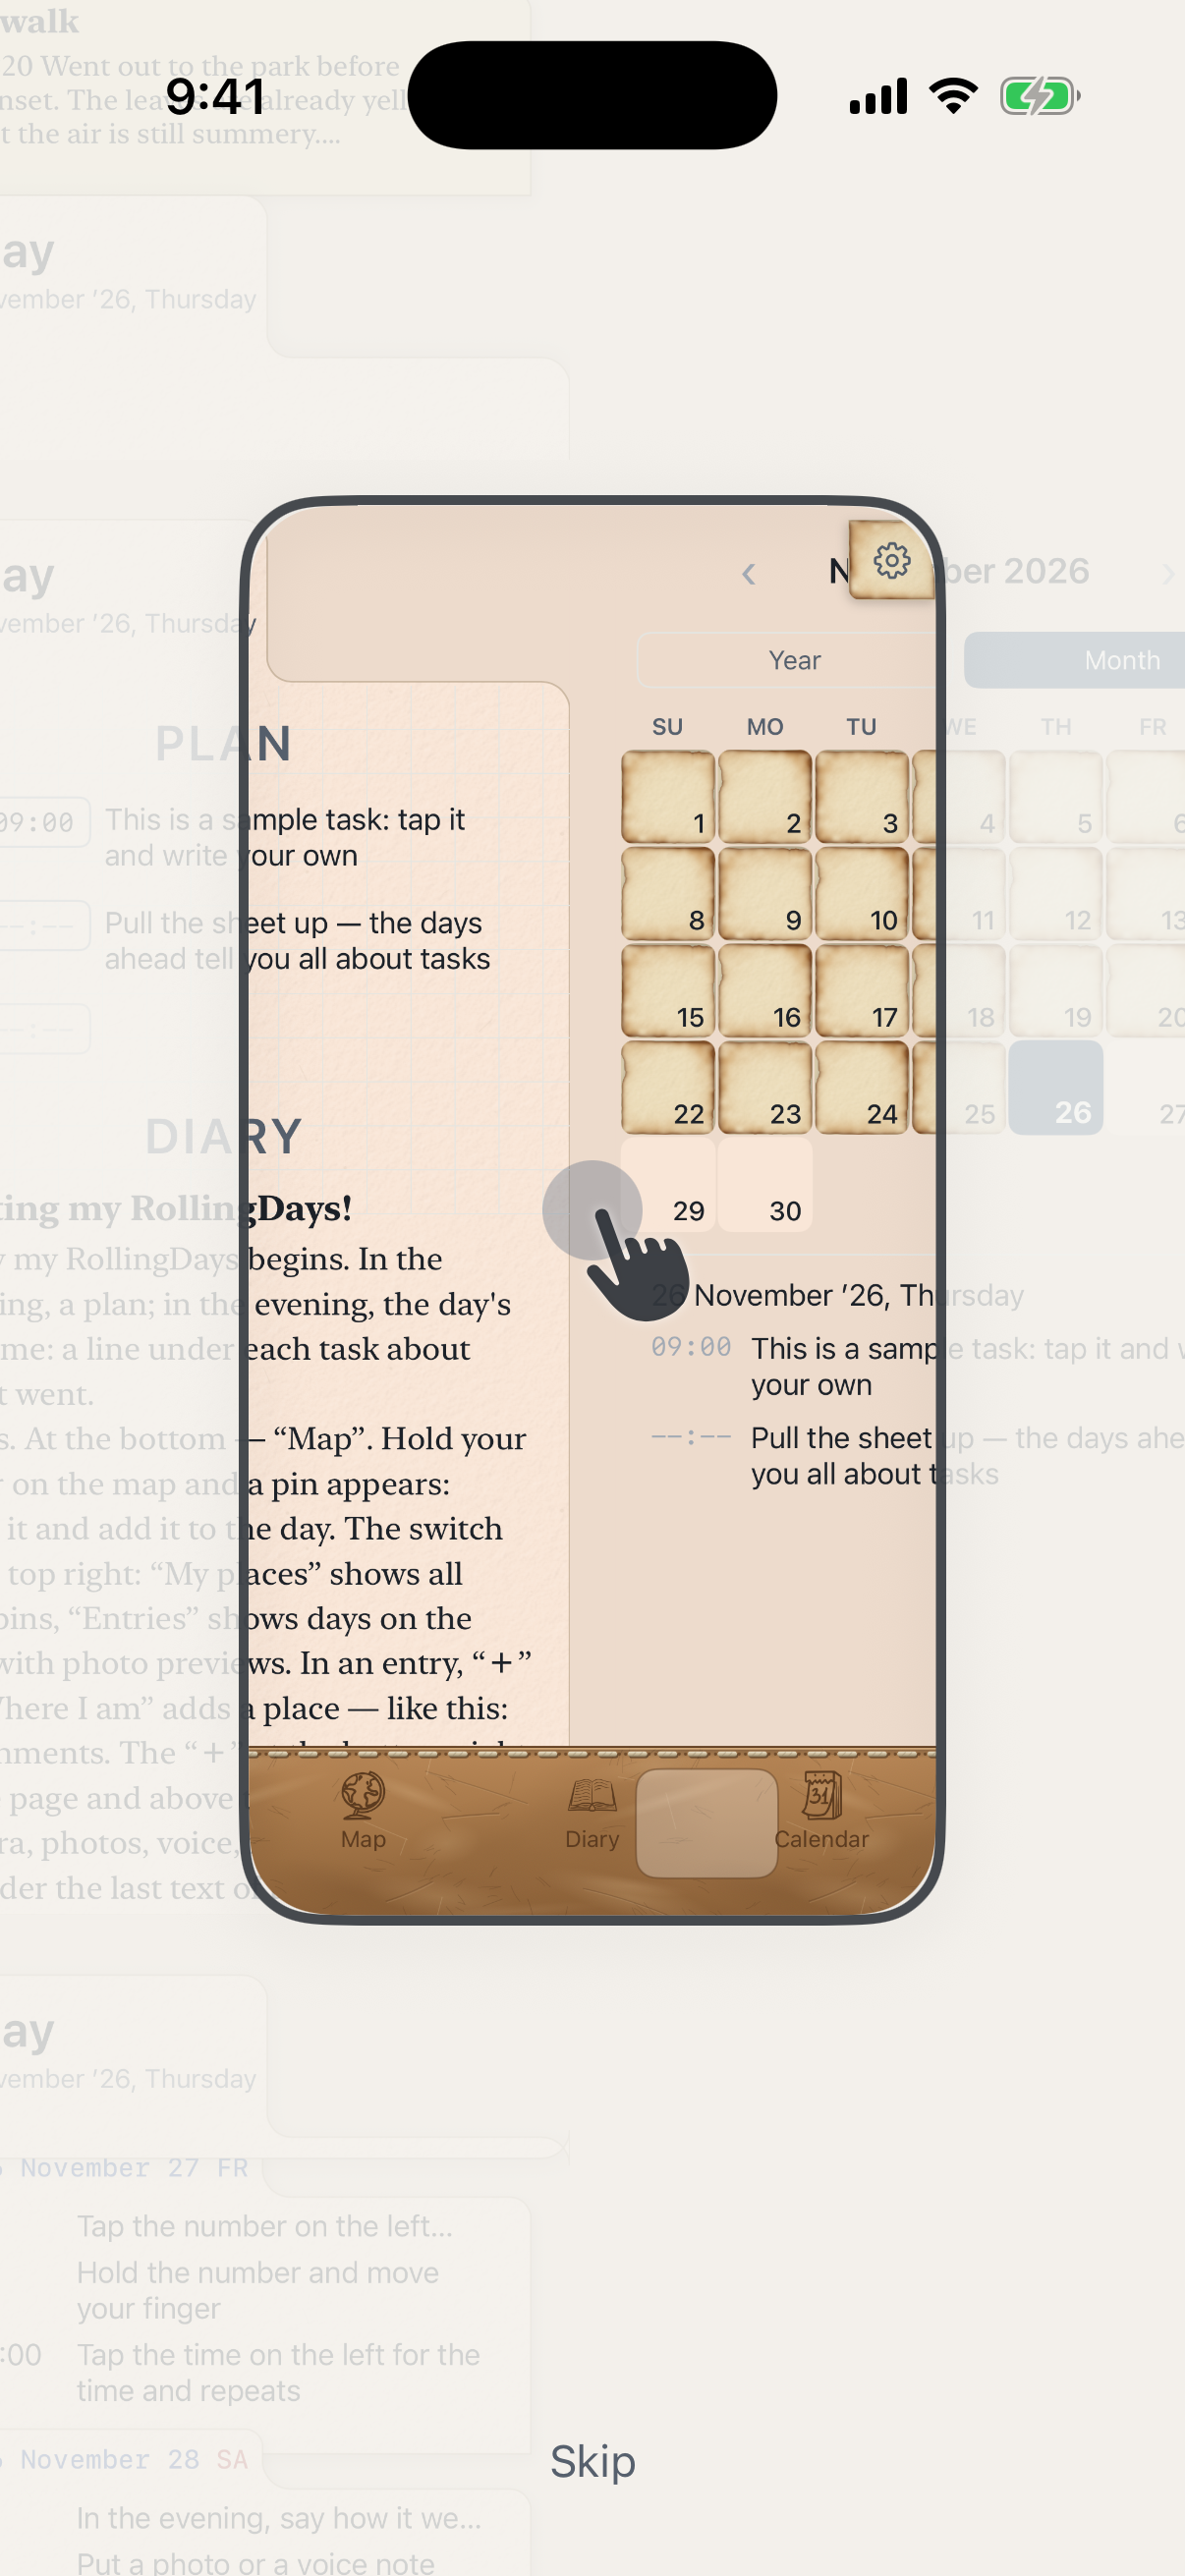 walk
20 Went out to the park before
nset. The leaves are already yell
t the air is still summery....
9:41
ay
vember ’26, Thursday
ay
vember ’26, Thursday
PLAN
09:00
This is a sample task: tap it
and write your own
--:--
Pull the sheet up — the days
ahead tell you all about tasks
--:--
DIARY
ting my RollingDays!
y my RollingDays begins. In the
ing, a plan; in the evening, the day's
me: a line under each task about
t went.
s. At the bottom — “Map”. Hold your
r on the map and a pin appears:
it and add it to the day. The switch
top right: “My places” shows all
pins, “Entries” shows days on the
with photo previews. In an entry, “+”
here I am” adds a place — like this:
nments. The “+” at the bottom right
e page and above
ra, photos, voice,
der the last text o
‹ November 2026 ›
Year Month
SU MO TU WE TH FR
1 2 3 4 5 6
8 9 10 11 12 13
15 16 17 18 19 20
22 23 24 25 26 27
29 30
26 November ’26, Thursday
09:00 This is a sample task: tap it and w
your own
--:-- Pull the sheet up — the days ahe
you all about tasks
Map Diary 31 Calendar
ay
vember ’26, Thursday
6 November 27 FR
Tap the number on the left...
Hold the number and move
your finger
:00 Tap the time on the left for the
time and repeats
6 November 28 SA
In the evening, say how it we...
Put a photo or a voice note
Skip